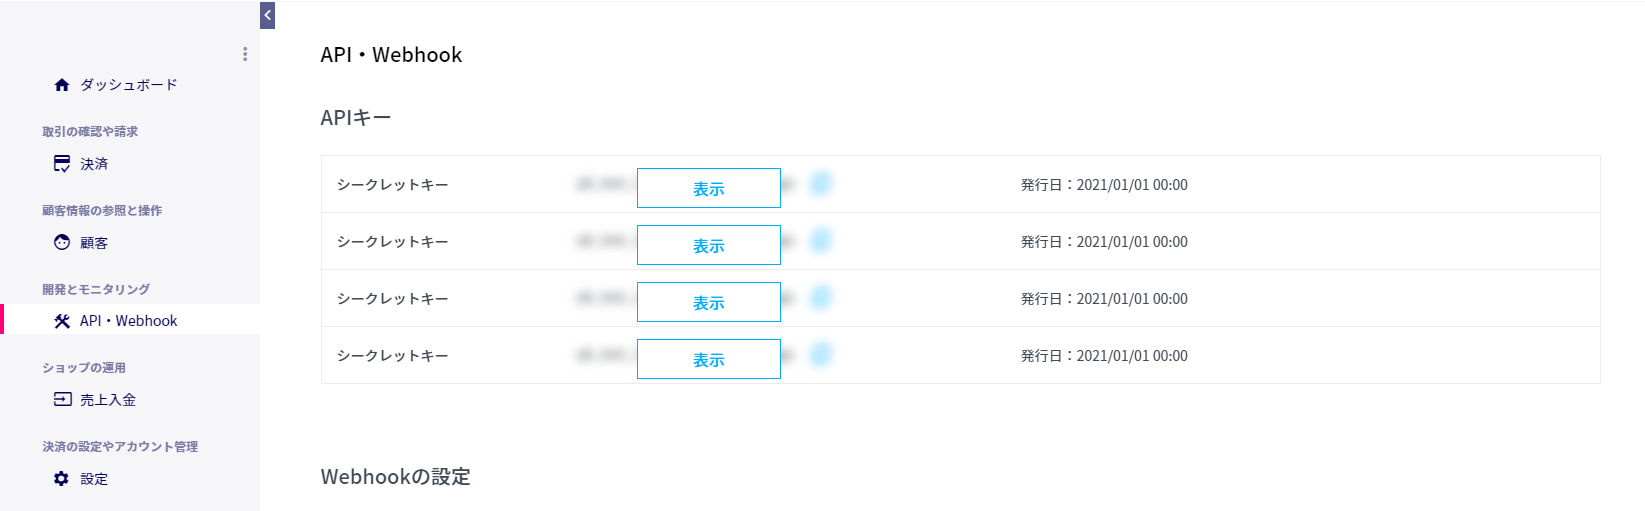 API・Webhook
ダッシュボード
取引の確認や請求
決済
顧客情報の参照と操作
顧客
開発とモニタリング
API・Webhook
ショップの運用
売上入金
決済の設定やアカウント管理
設定
APIキー
シークレットキー 表示 発行日：2021/01/01 00:00
シークレットキー 表示 発行日：2021/01/01 00:00
シークレットキー 表示 発行日：2021/01/01 00:00
シークレットキー 表示 発行日：2021/01/01 00:00
Webhookの設定